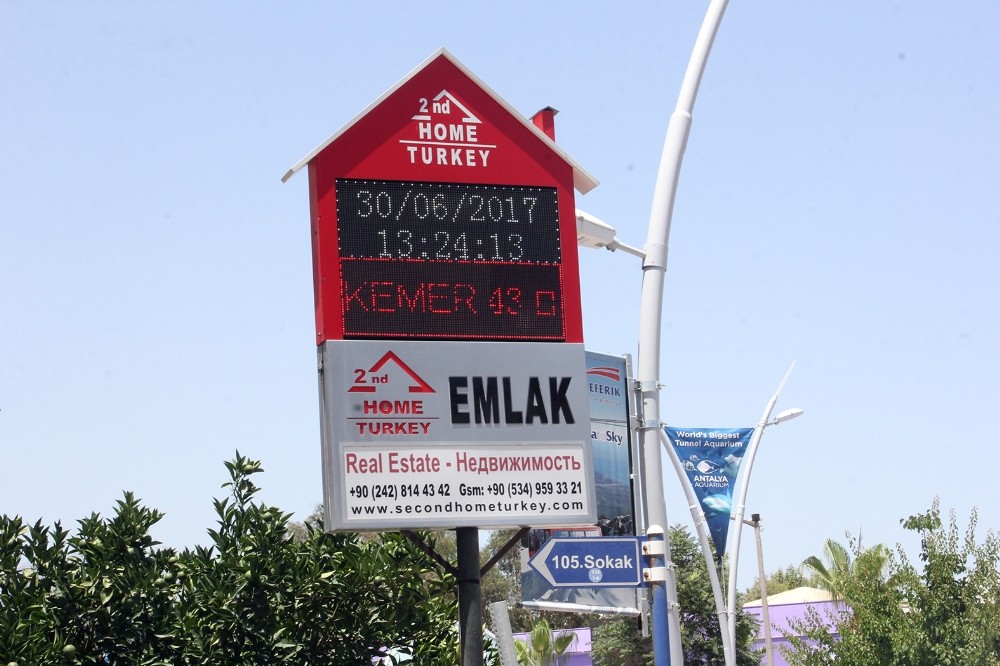 2nd
HOME
TURKEY
30/06/2017
13:24:13
KEMER 43 C
2nd
HOME
TURKEY
EMLAK
Real Estate - Недвижимость
+90 (242) 814 43 42 Gsm: +90 (534) 959 33 21
www.secondhometurkey.com
EFERIK
Sky
World's Biggest
Tunnel Aquarium
ANTALYA
AQUARIUM
105.Sokak